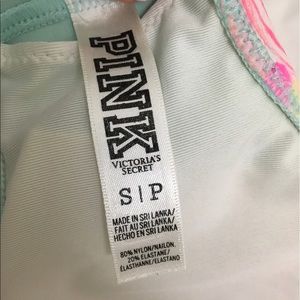 PINK
VICTORIA'S
SECRET
S|P
MADE IN SRI LANKA/
FAIT AU SRI LANKA/
HECHO EN SRI LANKA
80% NYLON/NAILON,
20% ELASTANE/
ÉLASTHANNE/ELASTANO